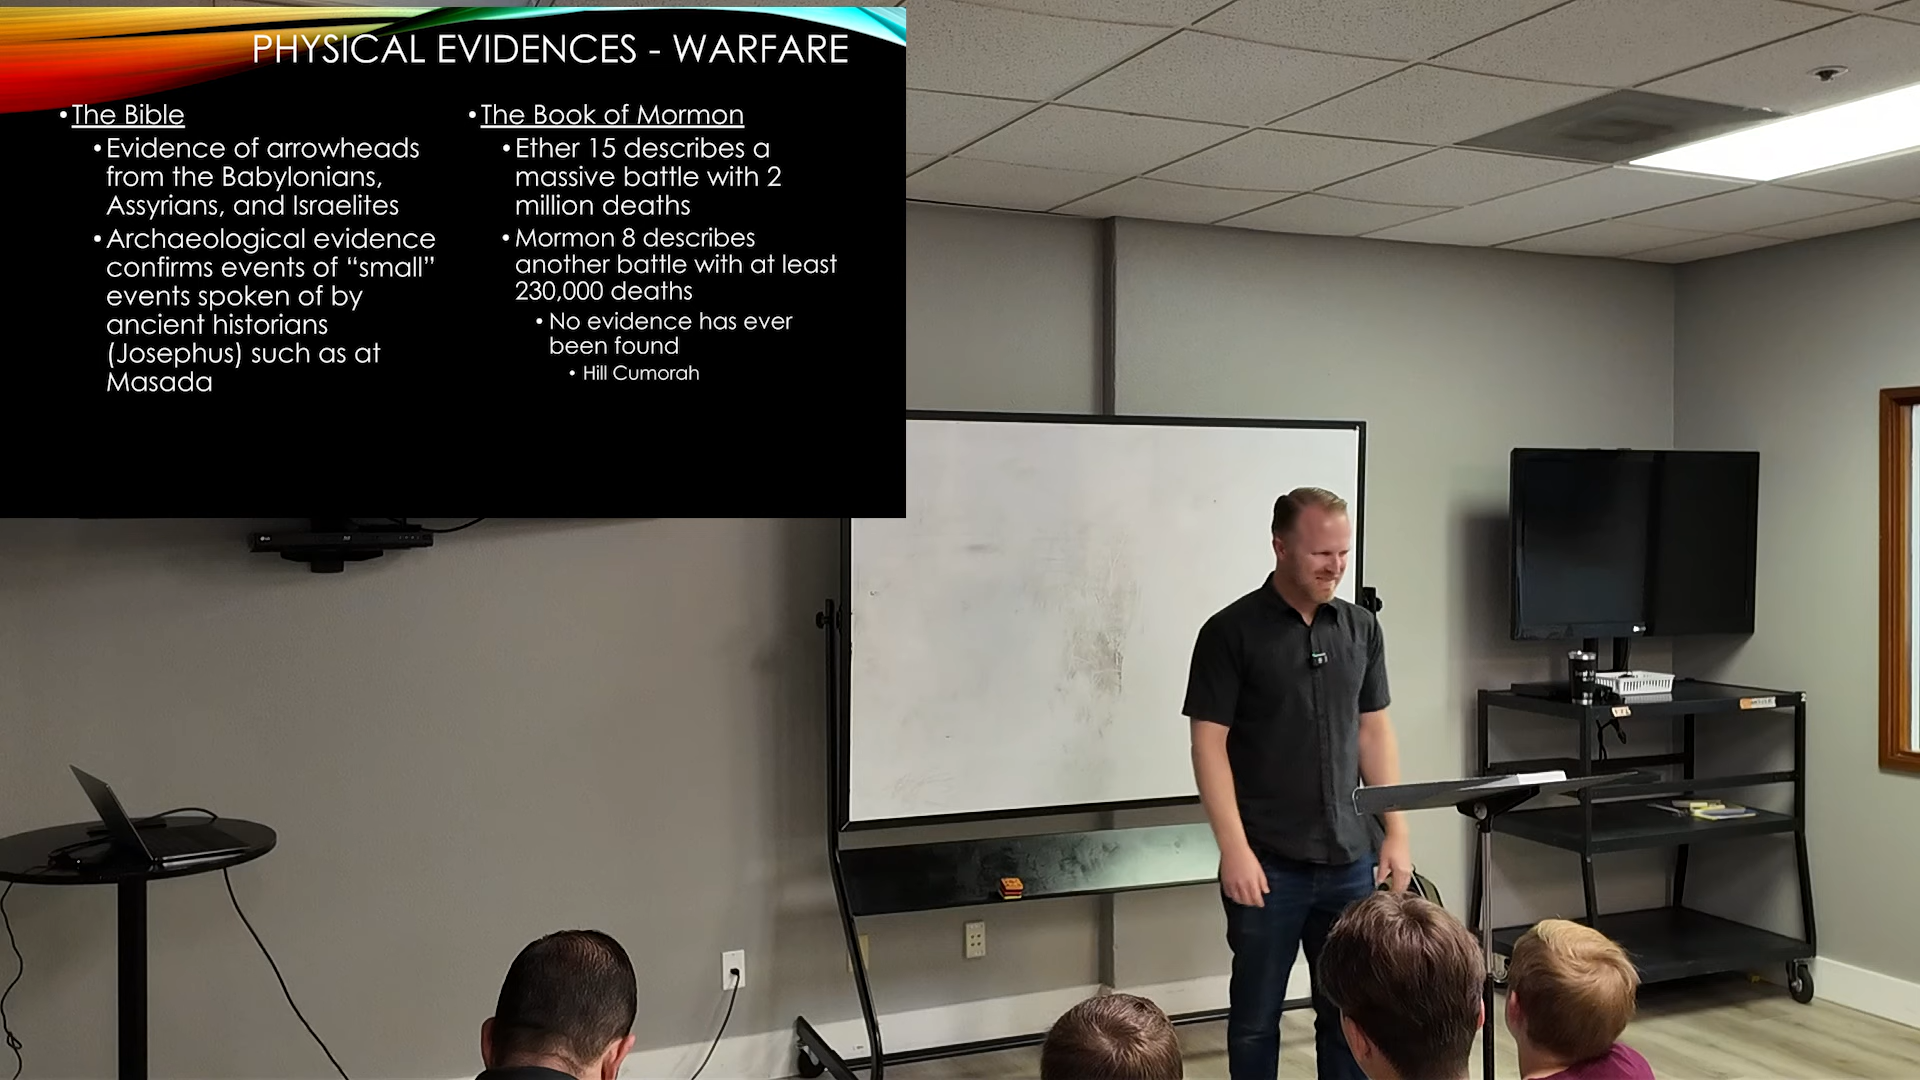 PHYSICAL EVIDENCES - WARFARE
•The Bible
•Evidence of arrowheads
from the Babylonians,
Assyrians, and Israelites
•Archaeological evidence
confirms events of “small”
events spoken of by
ancient historians
(Josephus) such as at
Masada
•The Book of Mormon
•Ether 15 describes a
massive battle with 2
million deaths
•Mormon 8 describes
another battle with at least
230,000 deaths
•No evidence has ever
been found
•Hill Cumorah